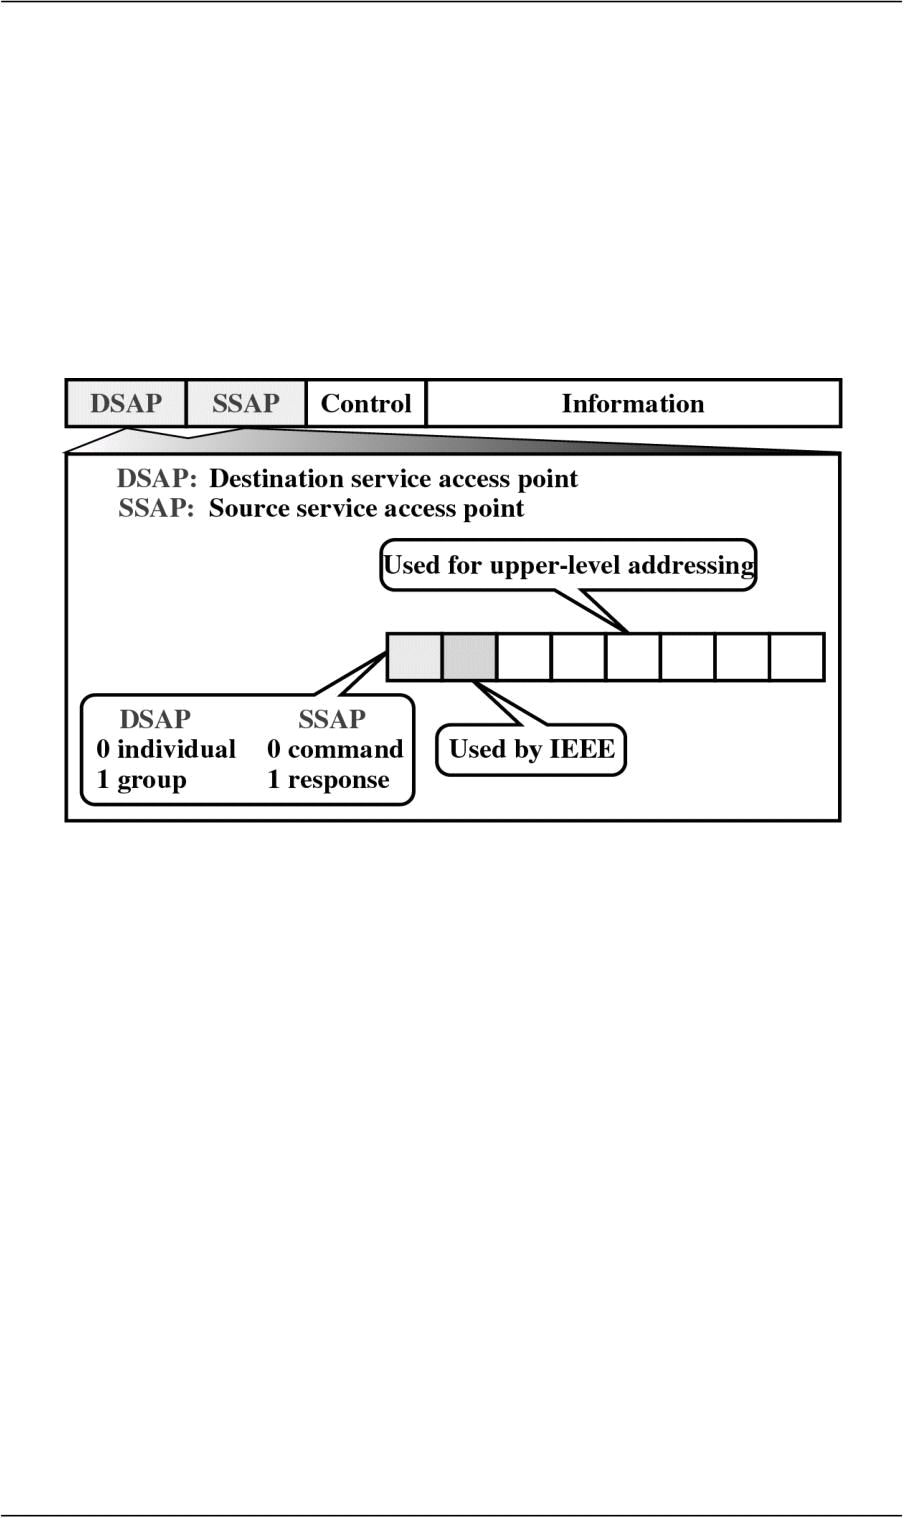 DSAP SSAP Control Information
DSAP: Destination service access point
SSAP: Source service access point
Used for upper-level addressing
DSAP SSAP
0 individual 0 command
1 group 1 response
Used by IEEE